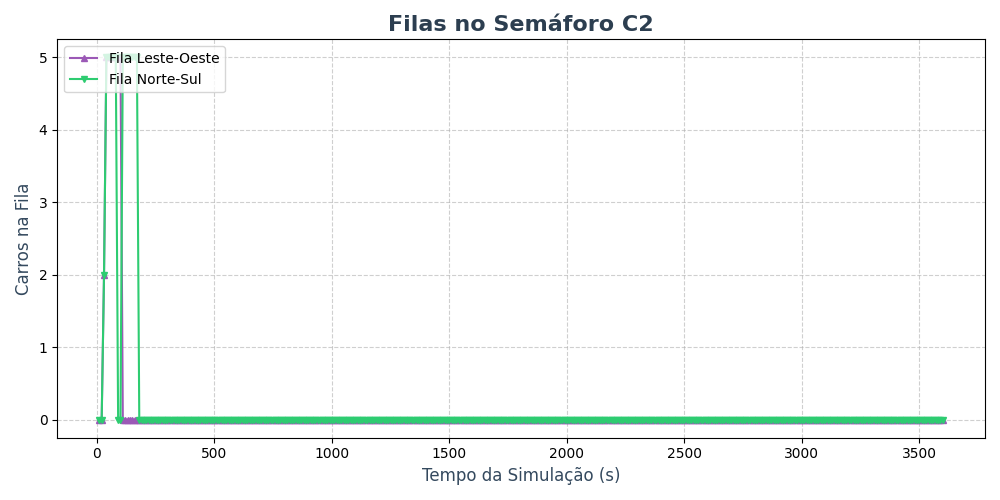 Filas no Semáforo C2
Fila Leste-Oeste
Fila Norte-Sul
Carros na Fila
5
4
3
2
1
0
0 500 1000 1500 2000 2500 3000 3500
Tempo da Simulação (s)